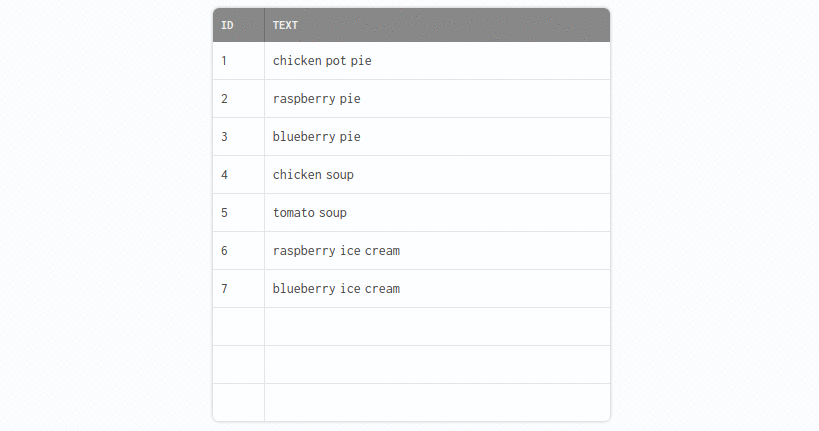 ID TEXT
1 chicken pot pie
2 raspberry pie
3 blueberry pie
4 chicken soup
5 tomato soup
6 raspberry ice cream
7 blueberry ice cream